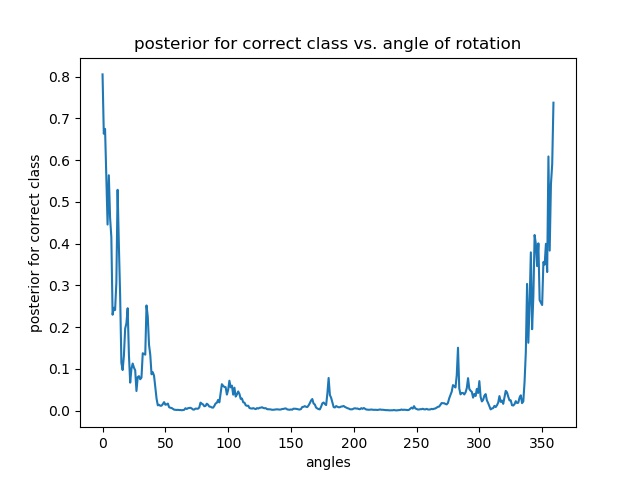 posterior for correct class vs. angle of rotation
0.8
0.7
0.6
0.5
0.4
0.3
0.2
0.1
0.0
posterior for correct class
0 50 100 150 200 250 300 350
angles